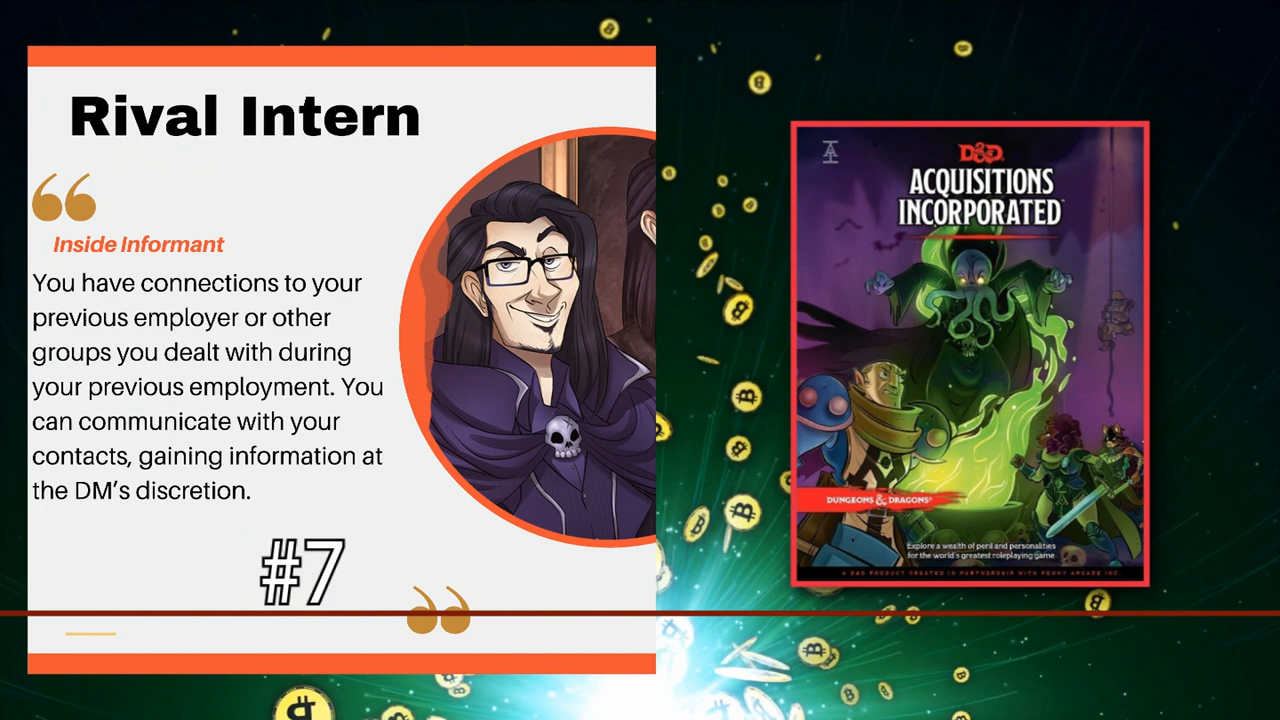 Rival Intern
Inside Informant
You have connections to your
previous employer or other
groups you dealt with during
your previous employment. You
can communicate with your
contacts, gaining information at
the DM’s discretion.
#7
D&D
ACQUISITIONS
INCORPORATED
DUNGEONS & DRAGONS®
Explore a wealth of peril and personalities
for the world's greatest roleplaying game
A D&D PRODUCT CREATED IN PARTNERSHIP WITH PENNY ARCADE INC.